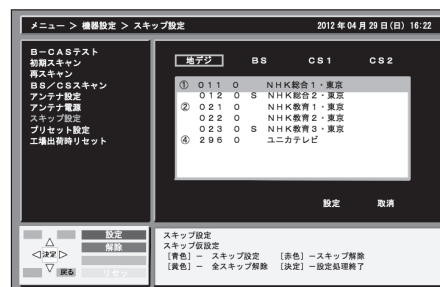 メニュー > 機器設定 > スキップ設定 2012年04月29日(日) 16:22
B-CASテスト
初期スキャン
再スキャン
BS/CSスキャン
アンテナ設定
アンテナ電源
スキップ設定
プリセット設定
工場出荷時リセット
地デジ BS CS1 CS2
① 011 0 NHK総合1・東京
012 0 S NHK総合2・東京
② 021 0 NHK教育1・東京
022 0 NHK教育2・東京
023 0 S NHK教育3・東京
④ 296 0 ユニカテレビ
設定 取消
設定
解除
決定
戻る
リセッ
スキップ設定
スキップ仮設定
[青色]- スキップ設定 [赤色]-スキップ解除
[黄色]- 全スキップ解除 [決定]-設定処理終了